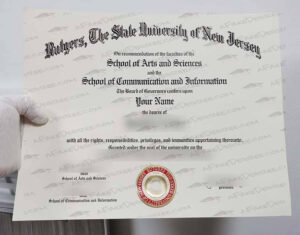 Rutgers, The State University of New Jersey
On recommendation of the faculties of the
School of Arts and Sciences
and the
School of Communication and Information
The Board of Governors confers upon
Your Name
the degree of
with all the rights, responsibilities, privileges, and immunities appertaining thereunto.
Granted under the seal of the university on the
School of Arts and Sciences
School of Communication and Information